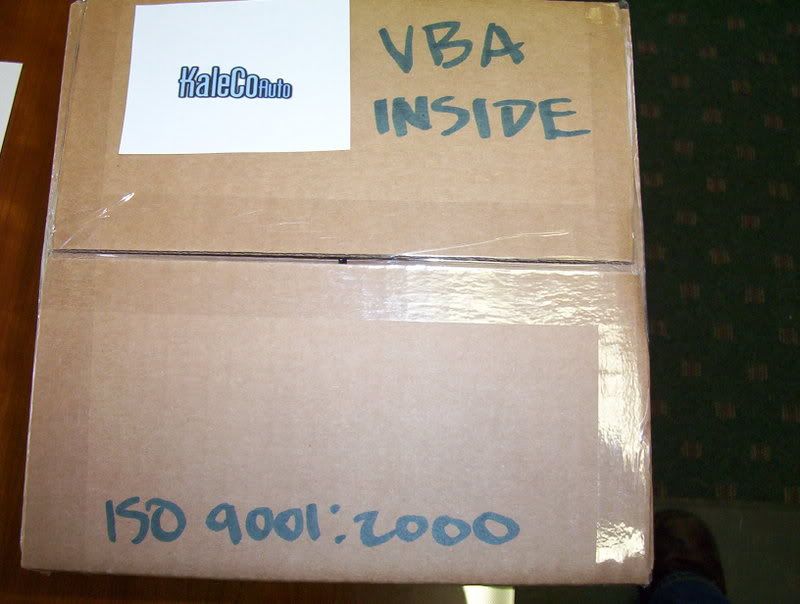 KaleCoAuto
VBA
INSIDE
ISO 9001:2000